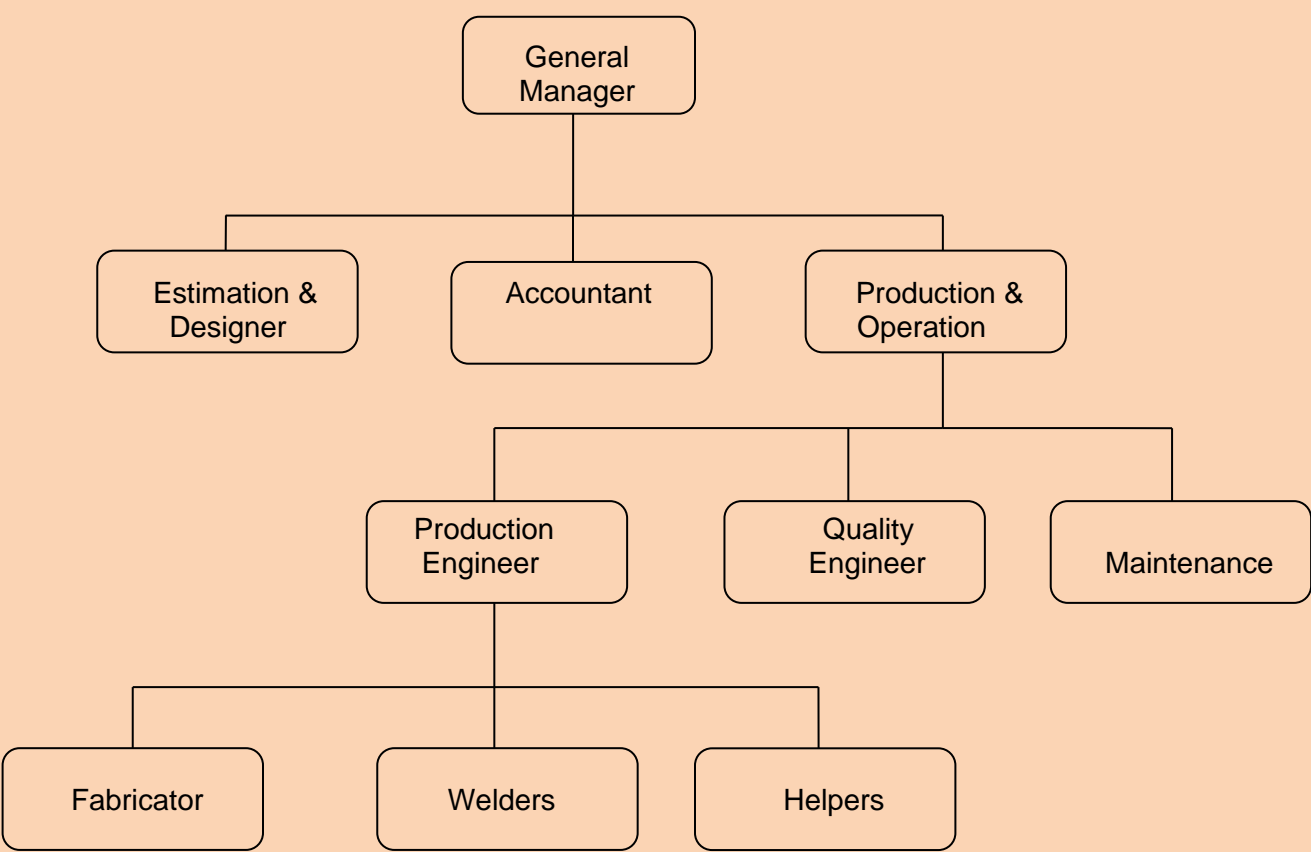 General
Manager
Estimation &
Designer
Accountant
Production &
Operation
Production
Engineer
Quality
Engineer
Maintenance
Fabricator
Welders
Helpers